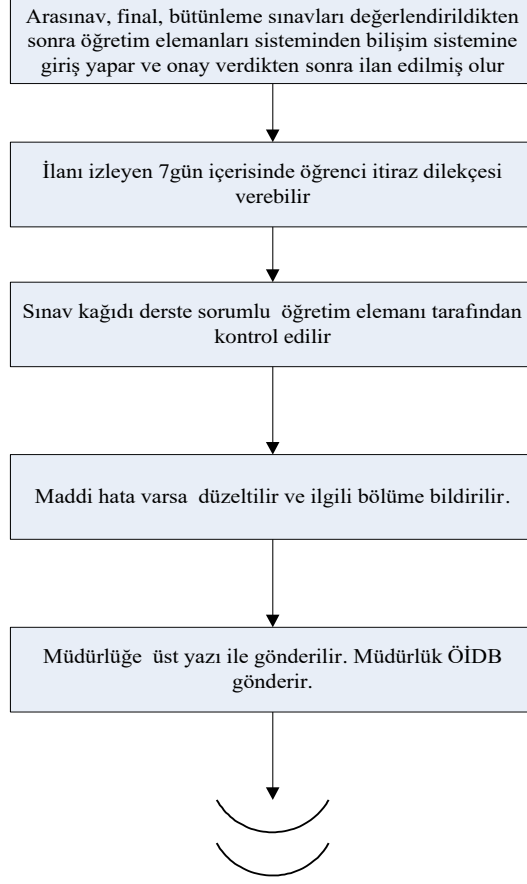 Arasınav, final, bütünleme sınavları değerlendirildikten
sonra öğretim elemanları sisteminden bilişim sistemine
giriş yapar ve onay verdikten sonra ilan edilmiş olur
İlanı izleyen 7gün içerisinde öğrenci itiraz dilekçesi
verebilir
Sınav kağıdı derste sorumlu öğretim elemanı tarafından
kontrol edilir
Maddi hata varsa düzeltilir ve ilgili bölüme bildirilir.
Müdürlüğe üst yazı ile gönderilir. Müdürlük ÖİDB
gönderir.